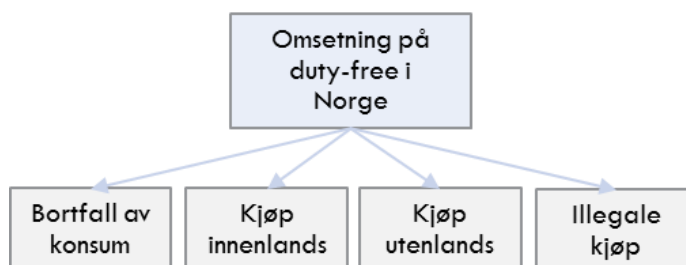 Omsetning på
duty-free i
Norge
Bortfall av
konsum
Kjøp
innenlands
Kjøp
utenlands
Illegale
kjøp